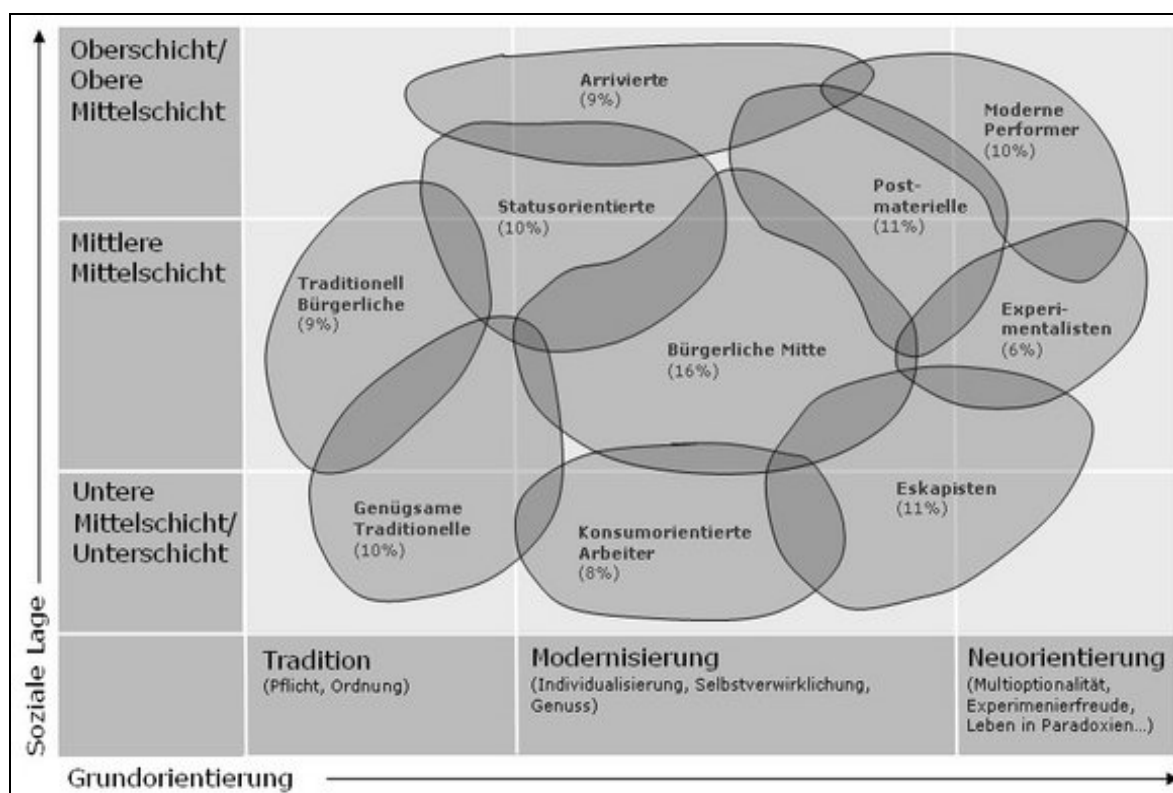 Oberschicht/
Obere
Mittelschicht
Mittlere
Mittelschicht
Untere
Mittelschicht/
Unterschicht
Soziale Lage
Arrivierte
(9%)
Moderne
Performer
(10%)
Statusorientierte
(10%)
Post-
materielle
(11%)
Traditionell
Bürgerliche
(9%)
Bürgerliche Mitte
(16%)
Experi-
mentalisten
(6%)
Genügsame
Traditionelle
(10%)
Konsumorientierte
Arbeiter
(8%)
Eskapisten
(11%)
Tradition
(Pflicht, Ordnung)
Modernisierung
(Individualisierung, Selbstverwirklichung,
Genuss)
Neuorientierung
(Multioptionalität,
Experimenierfreude,
Leben in Paradoxien...)
Grundorientierung